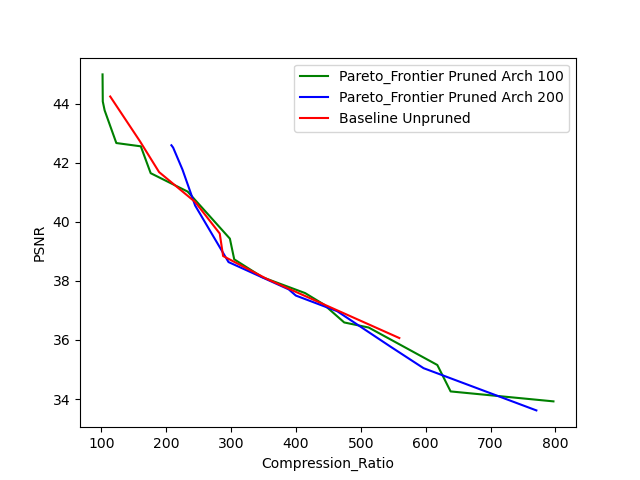 Pareto_Frontier Pruned Arch 100
Pareto_Frontier Pruned Arch 200
Baseline Unpruned
PSNR
44
42
40
38
36
34
100 200 300 400 500 600 700 800
Compression_Ratio